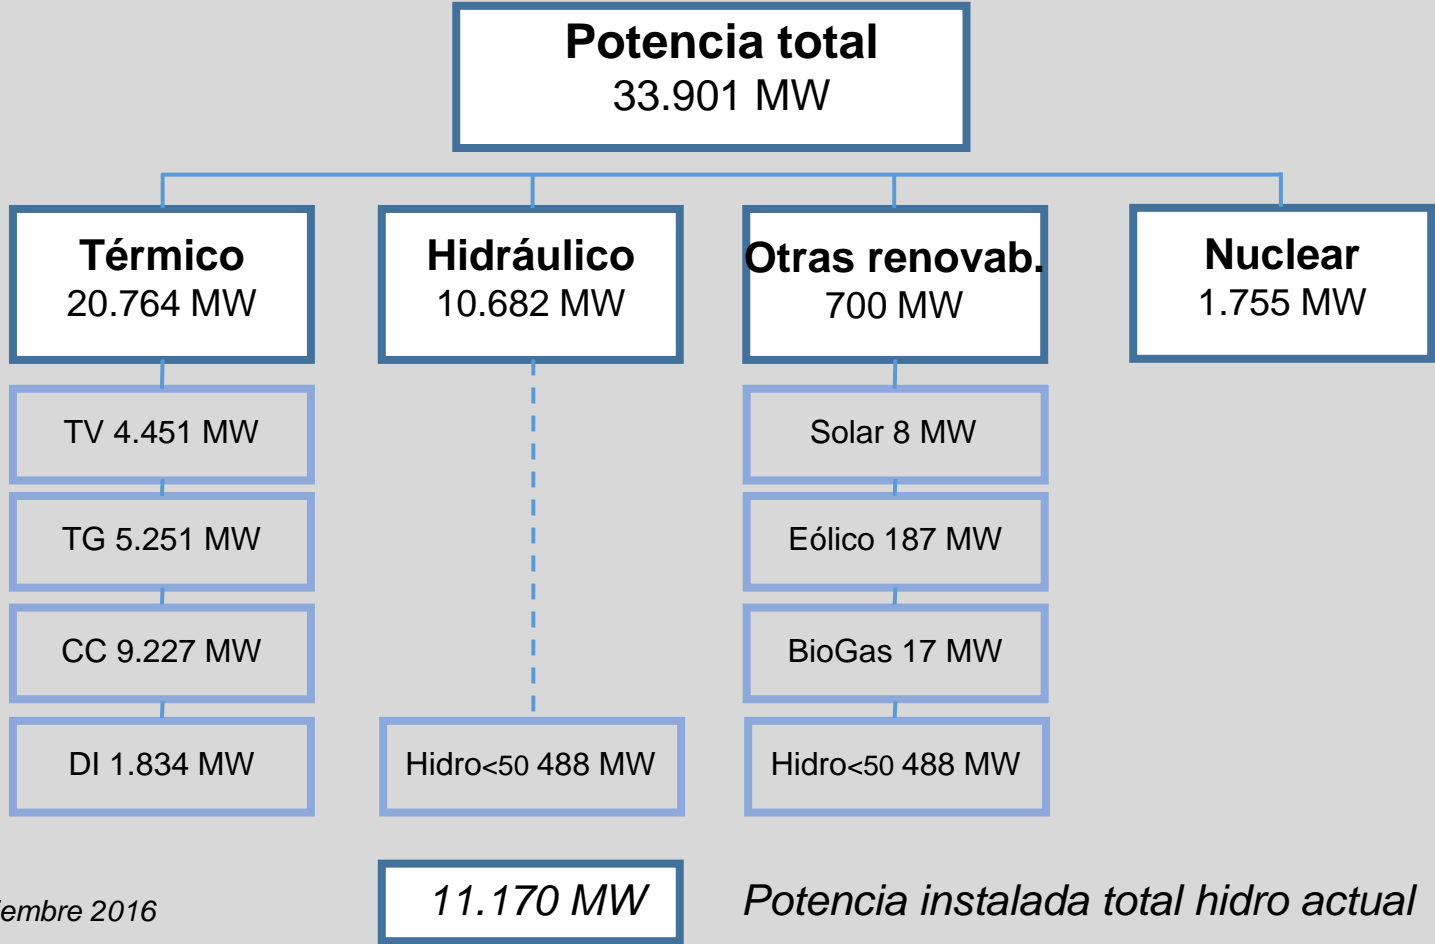 Potencia total
33.901 MW
Térmico
20.764 MW
Hidráulico
10.682 MW
Otras renovab.
700 MW
Nuclear
1.755 MW
TV 4.451 MW
TG 5.251 MW
CC 9.227 MW
DI 1.834 MW
Hidro<50 488 MW
Solar 8 MW
Eólico 187 MW
BioGas 17 MW
Hidro<50 488 MW
11.170 MW
Potencia instalada total hidro actual
2016